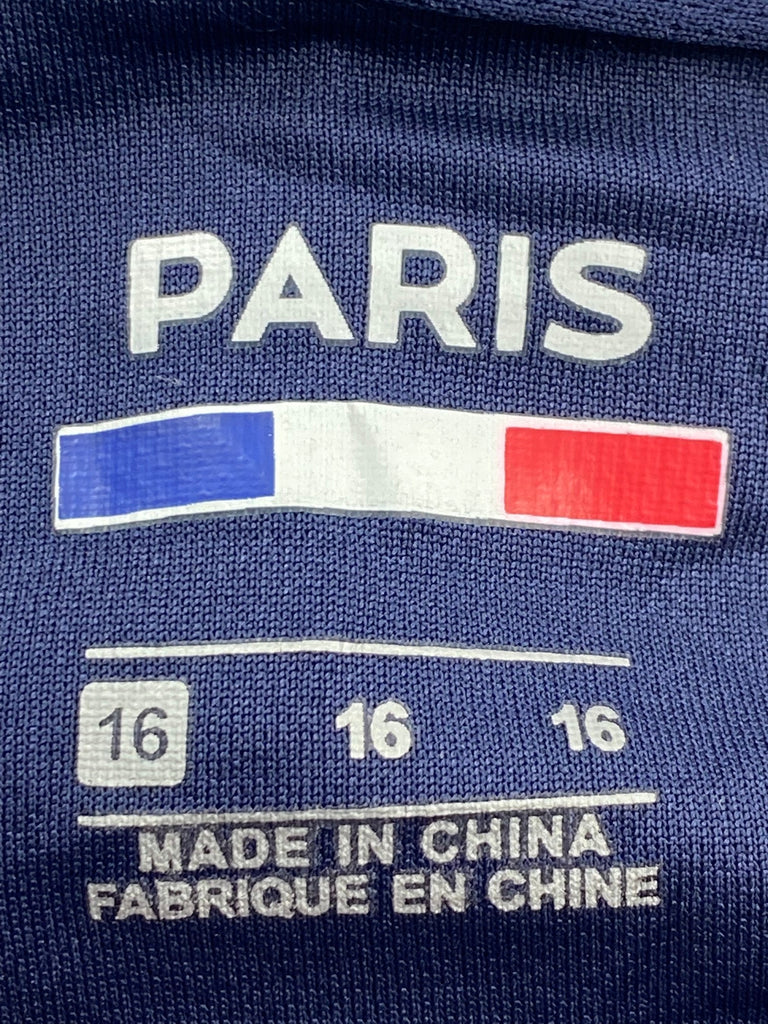 PARIS
16 16 16
MADE IN CHINA
FABRIQUE EN CHINE